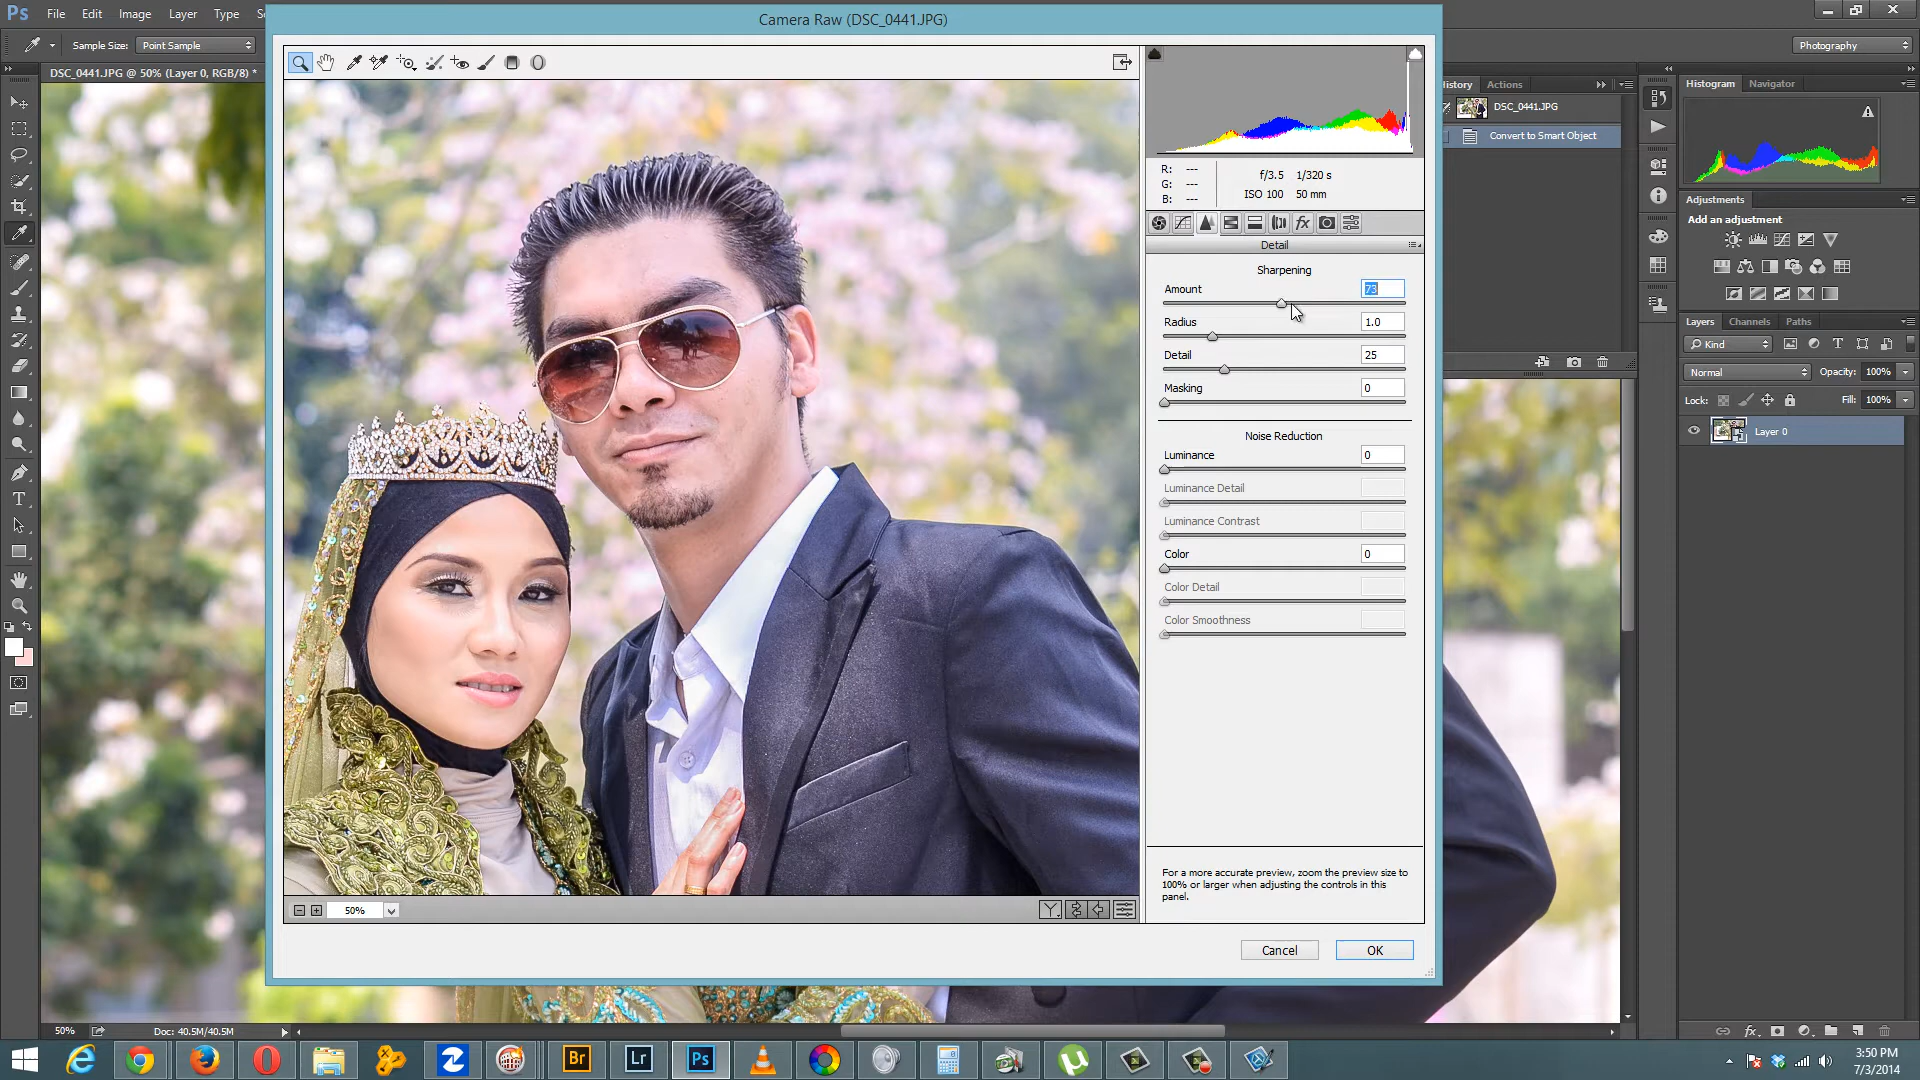 Ps File Edit Image Layer Type
Camera Raw (DSC_0441.JPG)
Sample Size: Point Sample
Photography
DSC_0441.JPG @ 50% (Layer 0, RGB/8) *
History Actions
Histogram Navigator
DSC_0441.JPG
Convert to Smart Object
R: ---
G: ---
B: ---
f/3.5 1/320 s
ISO 100 50 mm
Detail
Sharpening
Amount 73
Radius 1.0
Detail 25
Masking 0
Noise Reduction
Luminance 0
Luminance Detail
Luminance Contrast
Color 0
Color Detail
Color Smoothness
For a more accurate preview, zoom the preview size to
100% or larger when adjusting the controls in this
panel.
50%
Cancel OK
Adjustments
Add an adjustment
Layers Channels Paths
Kind
Normal Opacity: 100%
Lock: Fill: 100%
Layer 0
50% Doc: 40.5M/40.5M
Br Lr Ps
3:50 PM
7/3/2014